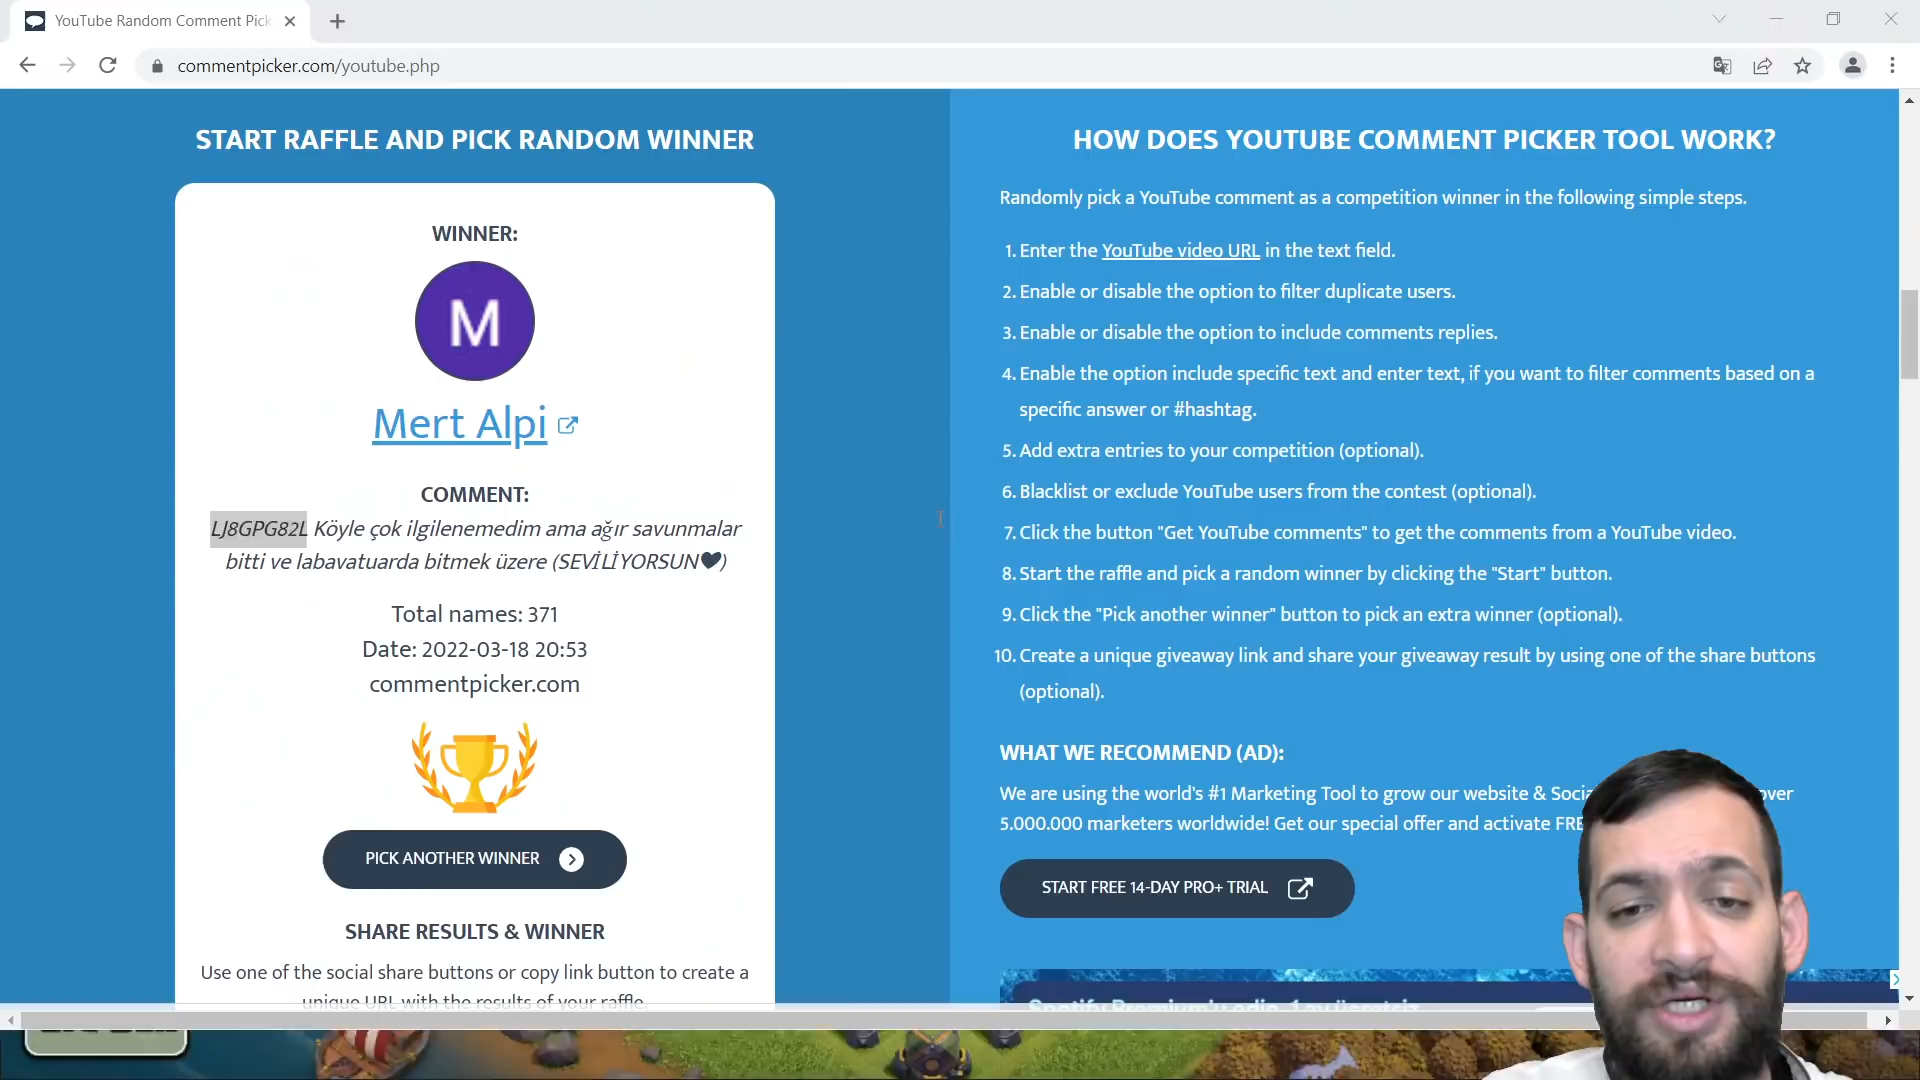 YouTube Random Comment Pick
commentpicker.com/youtube.php
START RAFFLE AND PICK RANDOM WINNER
WINNER:
M
Mert Alpi
COMMENT:
LJ8GPG82L Köyle çok ilgilenemedim ama ağır savunmalar
bitti ve labavatuarda bitmek üzere (SEVİLİYORSUN🖤)
Total names: 371
Date: 2022-03-18 20:53
commentpicker.com
PICK ANOTHER WINNER
SHARE RESULTS & WINNER
Use one of the social share buttons or copy link button to create a
unique URL with the results of your raffle.
HOW DOES YOUTUBE COMMENT PICKER TOOL WORK?
Randomly pick a YouTube comment as a competition winner in the following simple steps.
1. Enter the YouTube video URL in the text field.
2. Enable or disable the option to filter duplicate users.
3. Enable or disable the option to include comments replies.
4. Enable the option include specific text and enter text, if you want to filter comments based on a
specific answer or #hashtag.
5. Add extra entries to your competition (optional).
6. Blacklist or exclude YouTube users from the contest (optional).
7. Click the button "Get YouTube comments" to get the comments from a YouTube video.
8. Start the raffle and pick a random winner by clicking the "Start" button.
9. Click the "Pick another winner" button to pick an extra winner (optional).
10. Create a unique giveaway link and share your giveaway result by using one of the share buttons
(optional).
WHAT WE RECOMMEND (AD):
We are using the world's #1 Marketing Tool to grow our website & Socia over
5.000.000 marketers worldwide! Get our special offer and activate FRE
START FREE 14-DAY PRO+ TRIAL